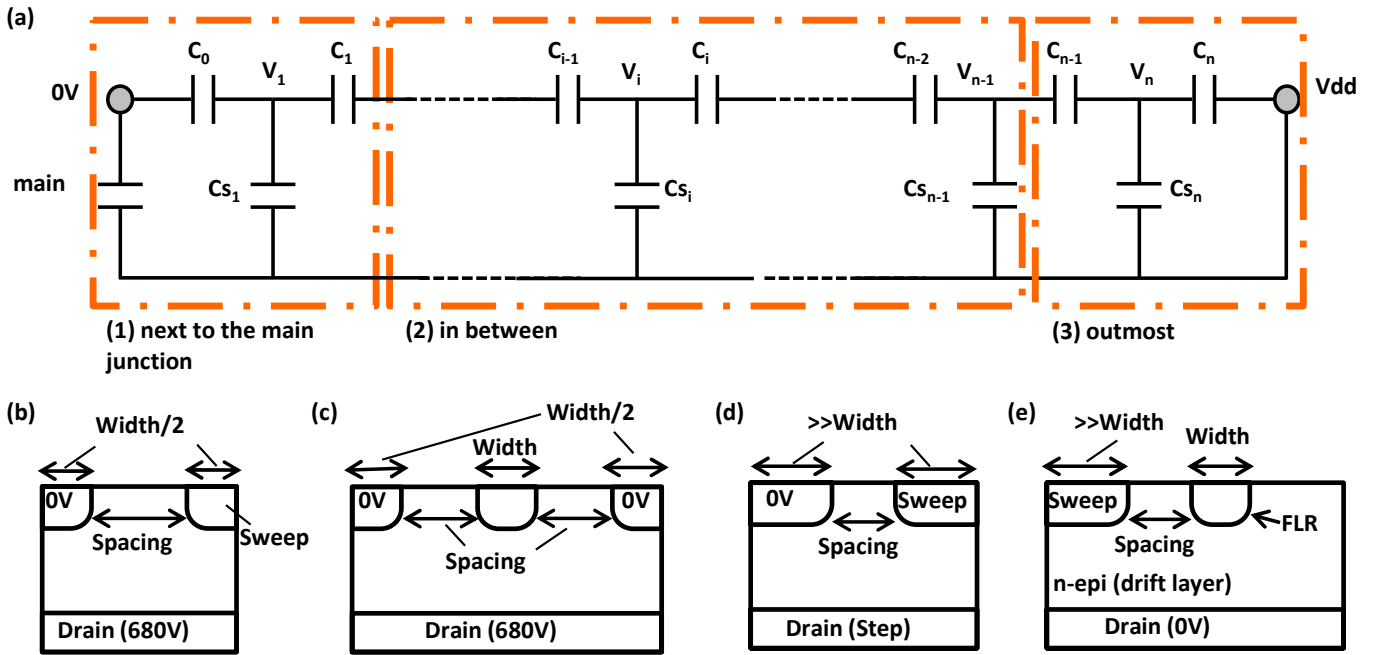 (a)
C0 C1 Ci-1 Ci Cn-2 Cn-1 Cn
0V V1 Vi Vn-1 Vn Vdd
main Cs1 Csi Csn-1 Csn
(1) next to the main
junction
(2) in between
(3) outmost
(b)
Width/2
0V
Spacing
Sweep
Drain (680V)
(c)
Width/2
Width
0V 0V
Spacing
Drain (680V)
(d)
>>Width
0V Sweep
Spacing
Drain (Step)
(e)
>>Width Width
Sweep
Spacing
FLR
n-epi (drift layer)
Drain (0V)